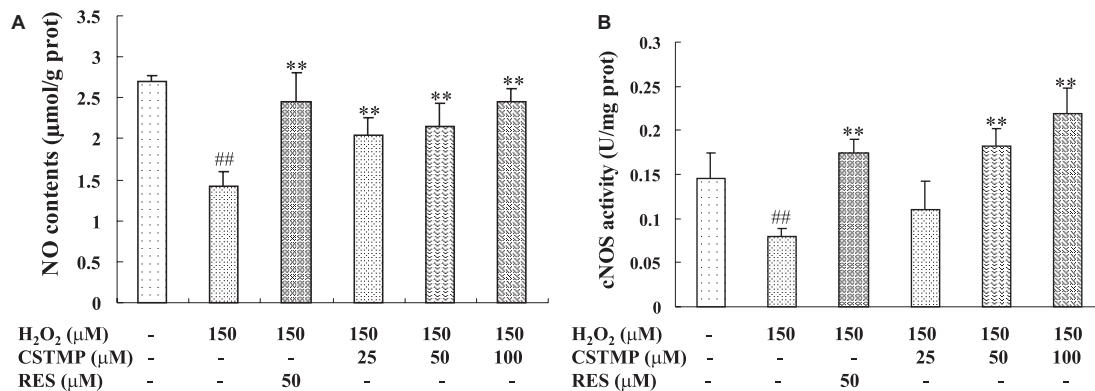 A
NO contents (μmol/g prot)
3.5
3
2.5
2
1.5
1
0.5
0
##
**
**
**
**
H₂O₂ (μM) - 150 150 150 150 150
CSTMP (μM) - - - 25 50 100
RES (μM) - - 50 - - -
B
cNOS activity (U/mg prot)
0.3
0.25
0.2
0.15
0.1
0.05
0
##
**
**
**
H₂O₂ (μM) - 150 150 150 150 150
CSTMP (μM) - - - 25 50 100
RES (μM) - - 50 - - -